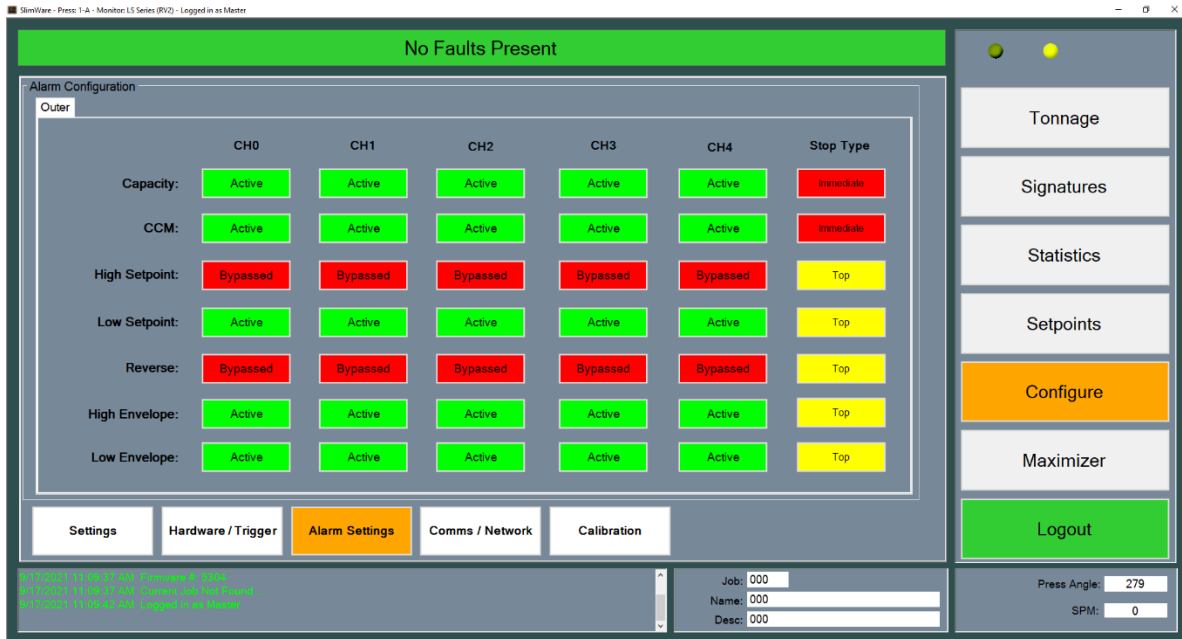 SlimWare - Press: 1-A - Monitor: LS Series (RV2) - Logged in as Master
No Faults Present
Alarm Configuration
Outer
CH0 CH1 CH2 CH3 CH4 Stop Type
Capacity: Active Active Active Active Active Immediate
CCM: Active Active Active Active Active Immediate
High Setpoint: Bypassed Bypassed Bypassed Bypassed Bypassed Top
Low Setpoint: Active Active Active Active Active Top
Reverse: Bypassed Bypassed Bypassed Bypassed Bypassed Top
High Envelope: Active Active Active Active Active Top
Low Envelope: Active Active Active Active Active Top
Settings Hardware / Trigger Alarm Settings Comms / Network Calibration
Tonnage
Signatures
Statistics
Setpoints
Configure
Maximizer
Logout
9/17/2021 11:09:37 AM Firmware #:
9/17/2021 11:09:37 AM Current Job Not Found
9/17/2021 11:09:42 AM Logged in as Master
Job: 000
Name: 000
Desc: 000
Press Angle: 279
SPM: 0